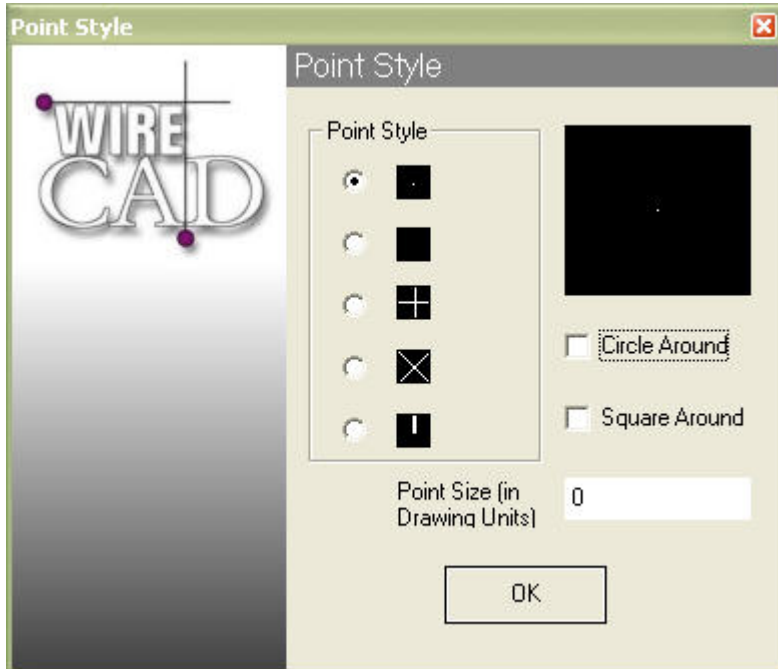 Point Style
Point Style
WIRE
CAD
Point Style
Circle Around
Square Around
Point Size (in
Drawing Units)
0
OK